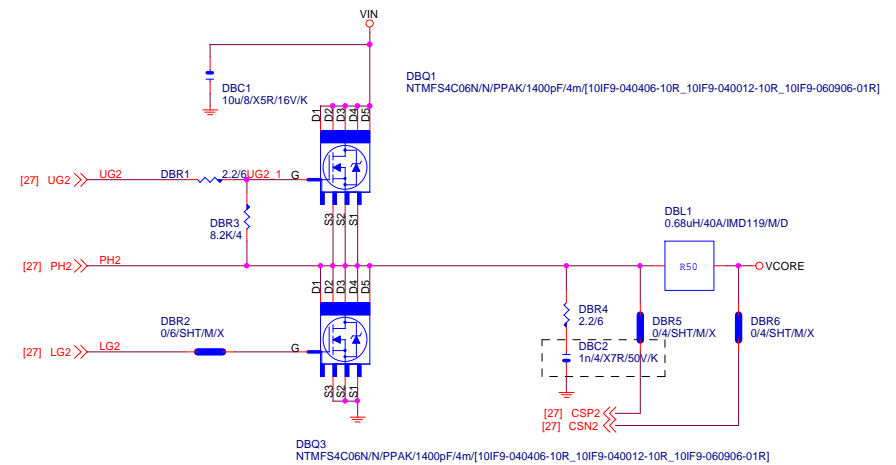 VIN
DBC1
10u/8/X5R/16V/K
DBQ1
NTMFS4C06N/N/PPAK/1400pF/4m/[10IF9-040406-10R_10IF9-040012-10R_10IF9-060906-01R]
D1 D2 D3 D4 D5
[27] UG2 UG2 DBR1 2.2/6 UG2_1 G
S3 S2 S1
DBR3
8.2K/4
DBL1
0.68uH/40A/IMD119/M/D
[27] PH2 PH2
R50
VCORE
D1 D2 D3 D4 D5
DBR2
0/6/SHT/M/X
[27] LG2 LG2 G
S3 S2 S1
DBR4
2.2/6
DBR5
0/4/SHT/M/X
DBR6
0/4/SHT/M/X
DBC2
1n/4/X7R/50V/K
[27] CSP2
[27] CSN2
DBQ3
NTMFS4C06N/N/PPAK/1400pF/4m/[10IF9-040406-10R_10IF9-040012-10R_10IF9-060906-01R]